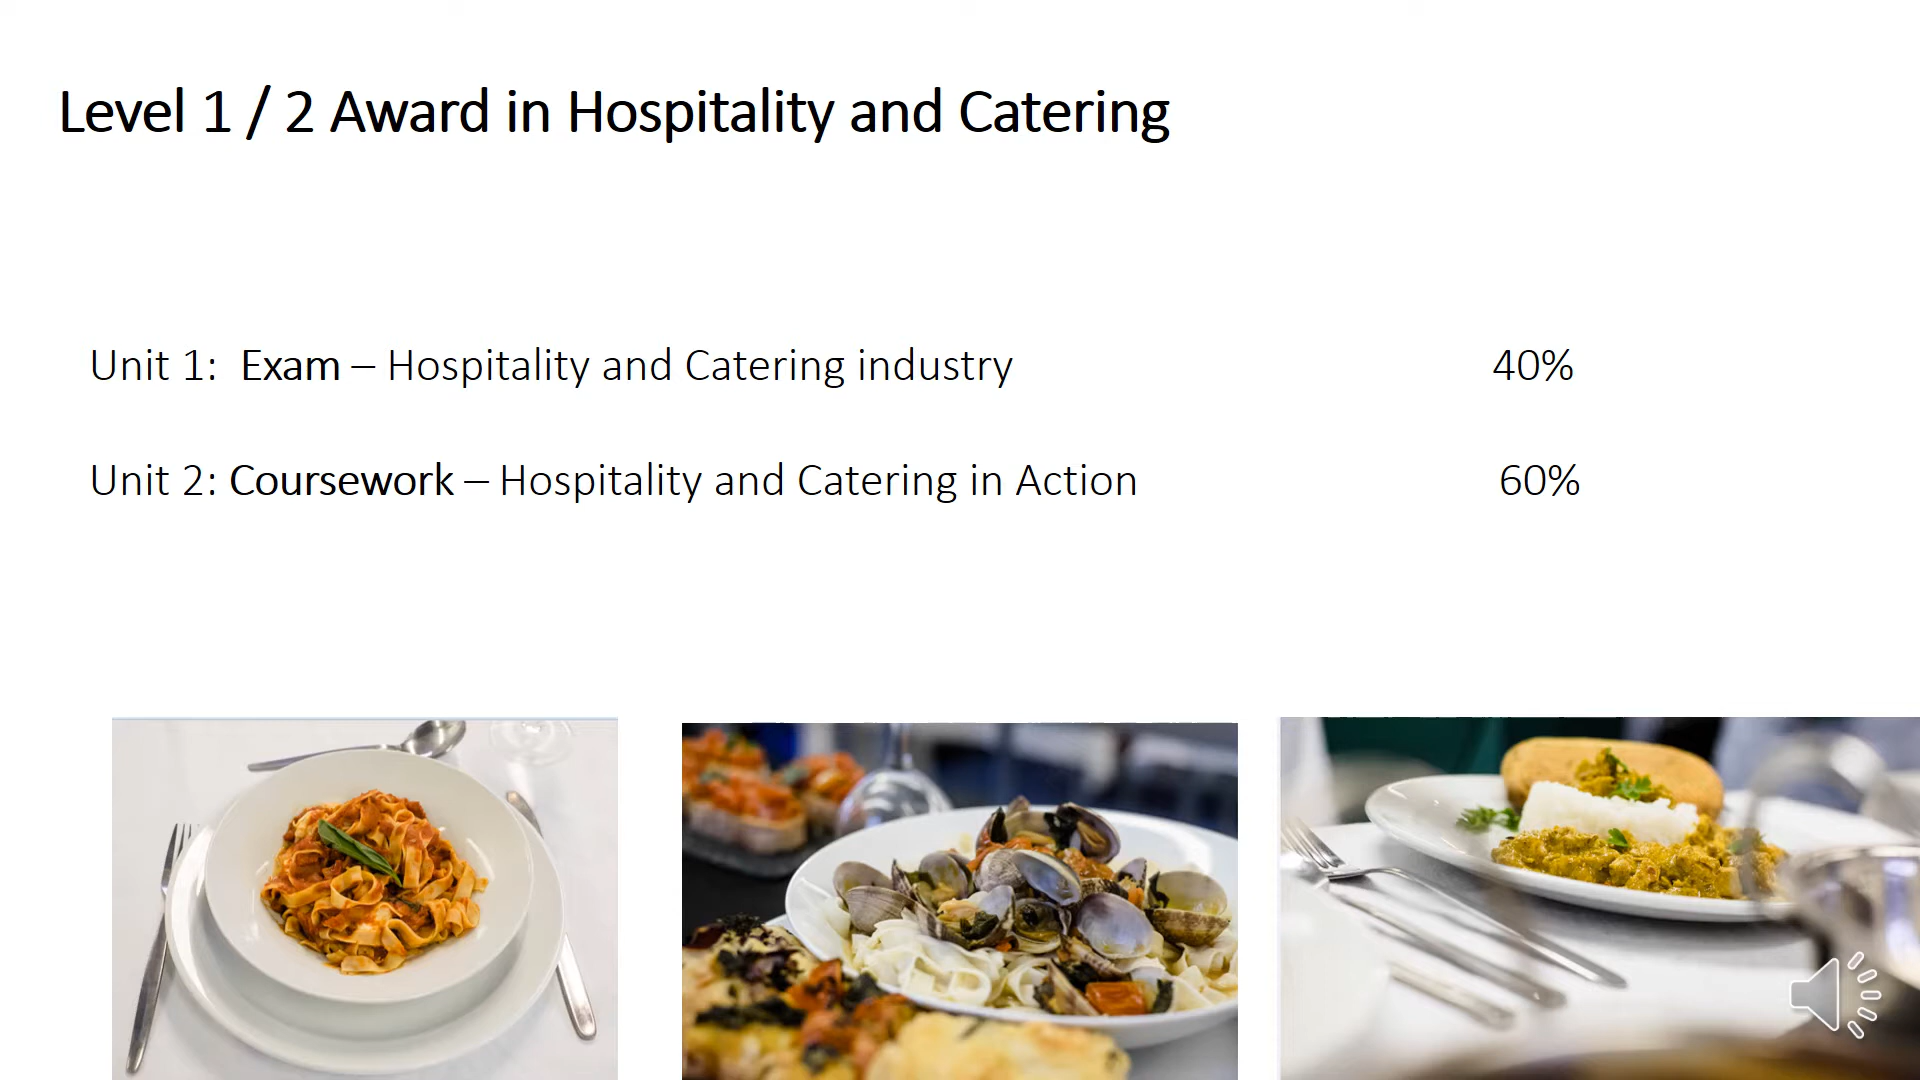 Level 1 / 2 Award in Hospitality and Catering
Unit 1: Exam – Hospitality and Catering industry 40%
Unit 2: Coursework – Hospitality and Catering in Action 60%